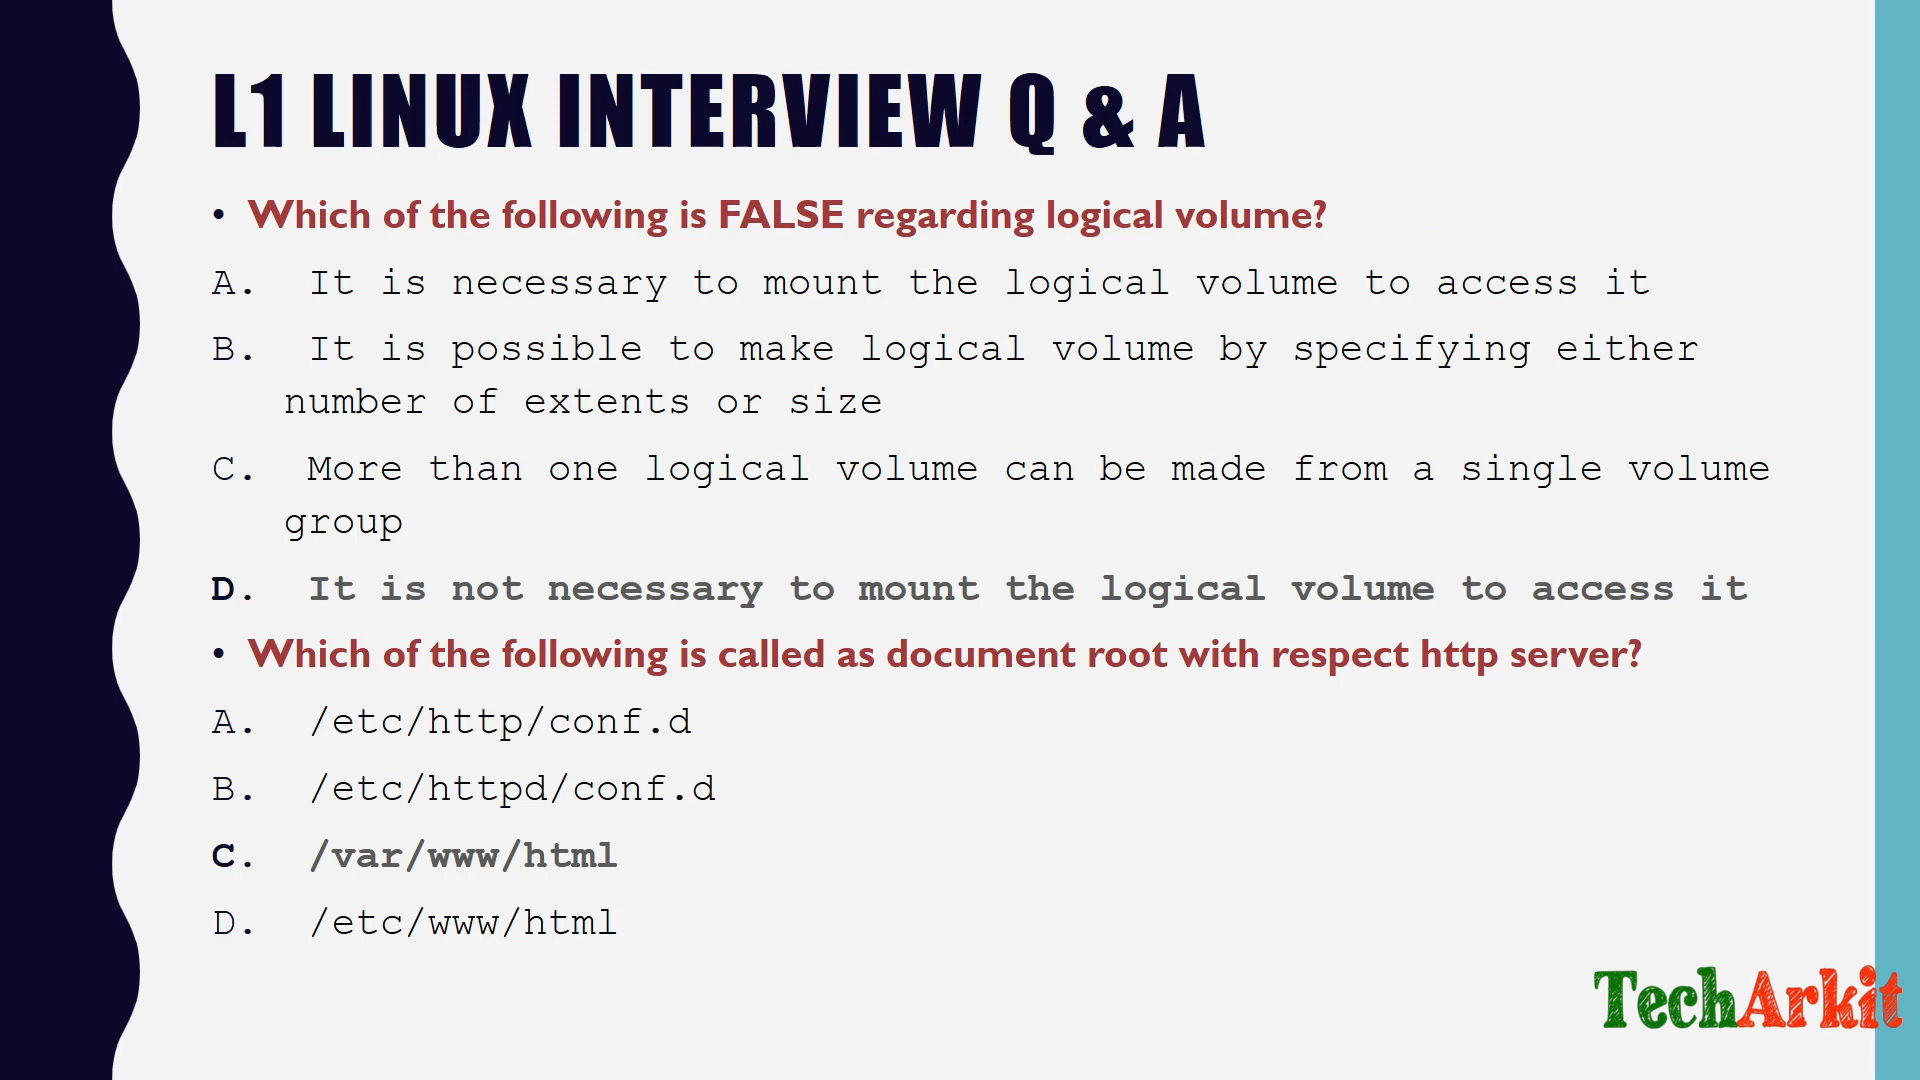 L1 LINUX INTERVIEW Q & A
• Which of the following is FALSE regarding logical volume?
A. It is necessary to mount the logical volume to access it
B. It is possible to make logical volume by specifying either
number of extents or size
C. More than one logical volume can be made from a single volume
group
D. It is not necessary to mount the logical volume to access it
• Which of the following is called as document root with respect http server?
A. /etc/http/conf.d
B. /etc/httpd/conf.d
C. /var/www/html
D. /etc/www/html
TechArkit